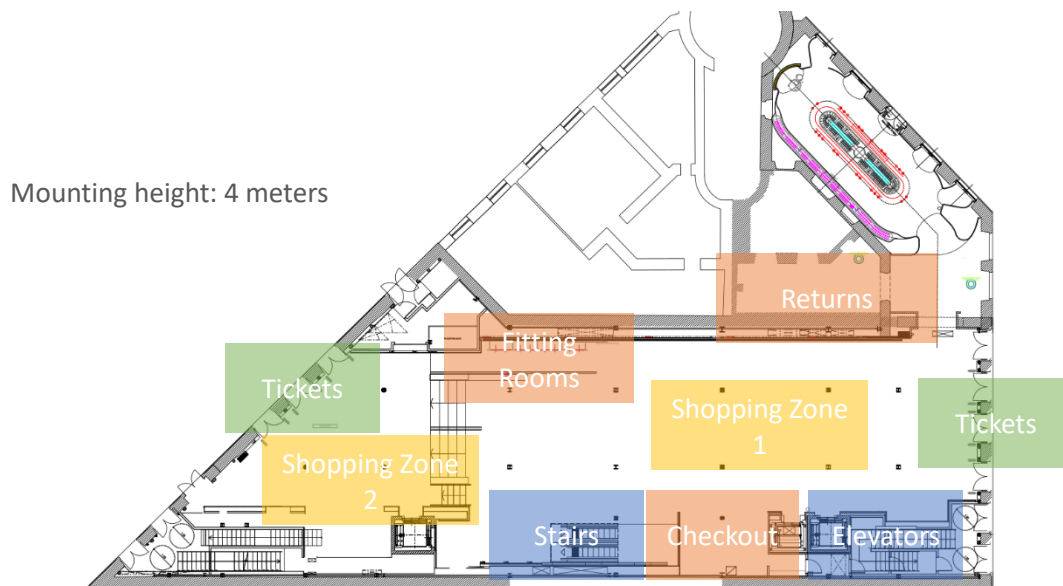 Mounting height: 4 meters
Returns
Fitting
Rooms
Tickets
Shopping Zone
1
Tickets
Shopping Zone
2
Stairs
Checkout
Elevators